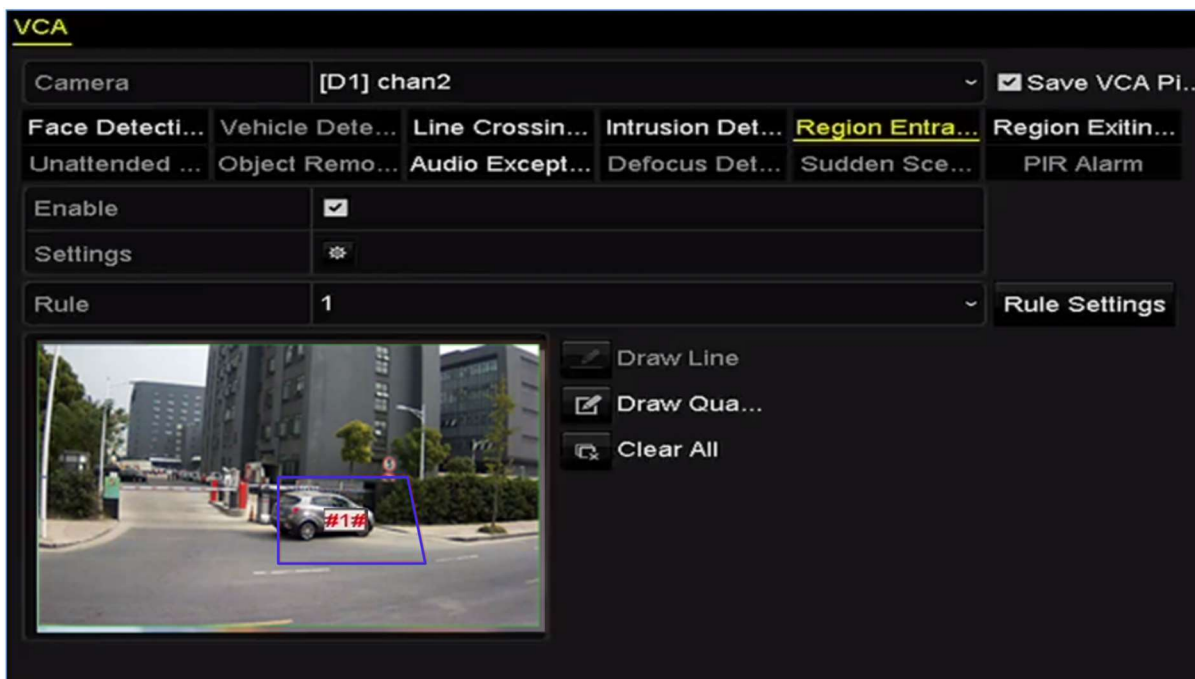 VCA
Camera [D1] chan2 Save VCA Pi..
Face Detecti... Vehicle Dete... Line Crossin... Intrusion Det... Region Entra... Region Exitin...
Unattended ... Object Remo... Audio Except... Defocus Det... Sudden Sce... PIR Alarm
Enable
Settings
Rule 1 Rule Settings
Draw Line
Draw Qua...
Clear All
#1#